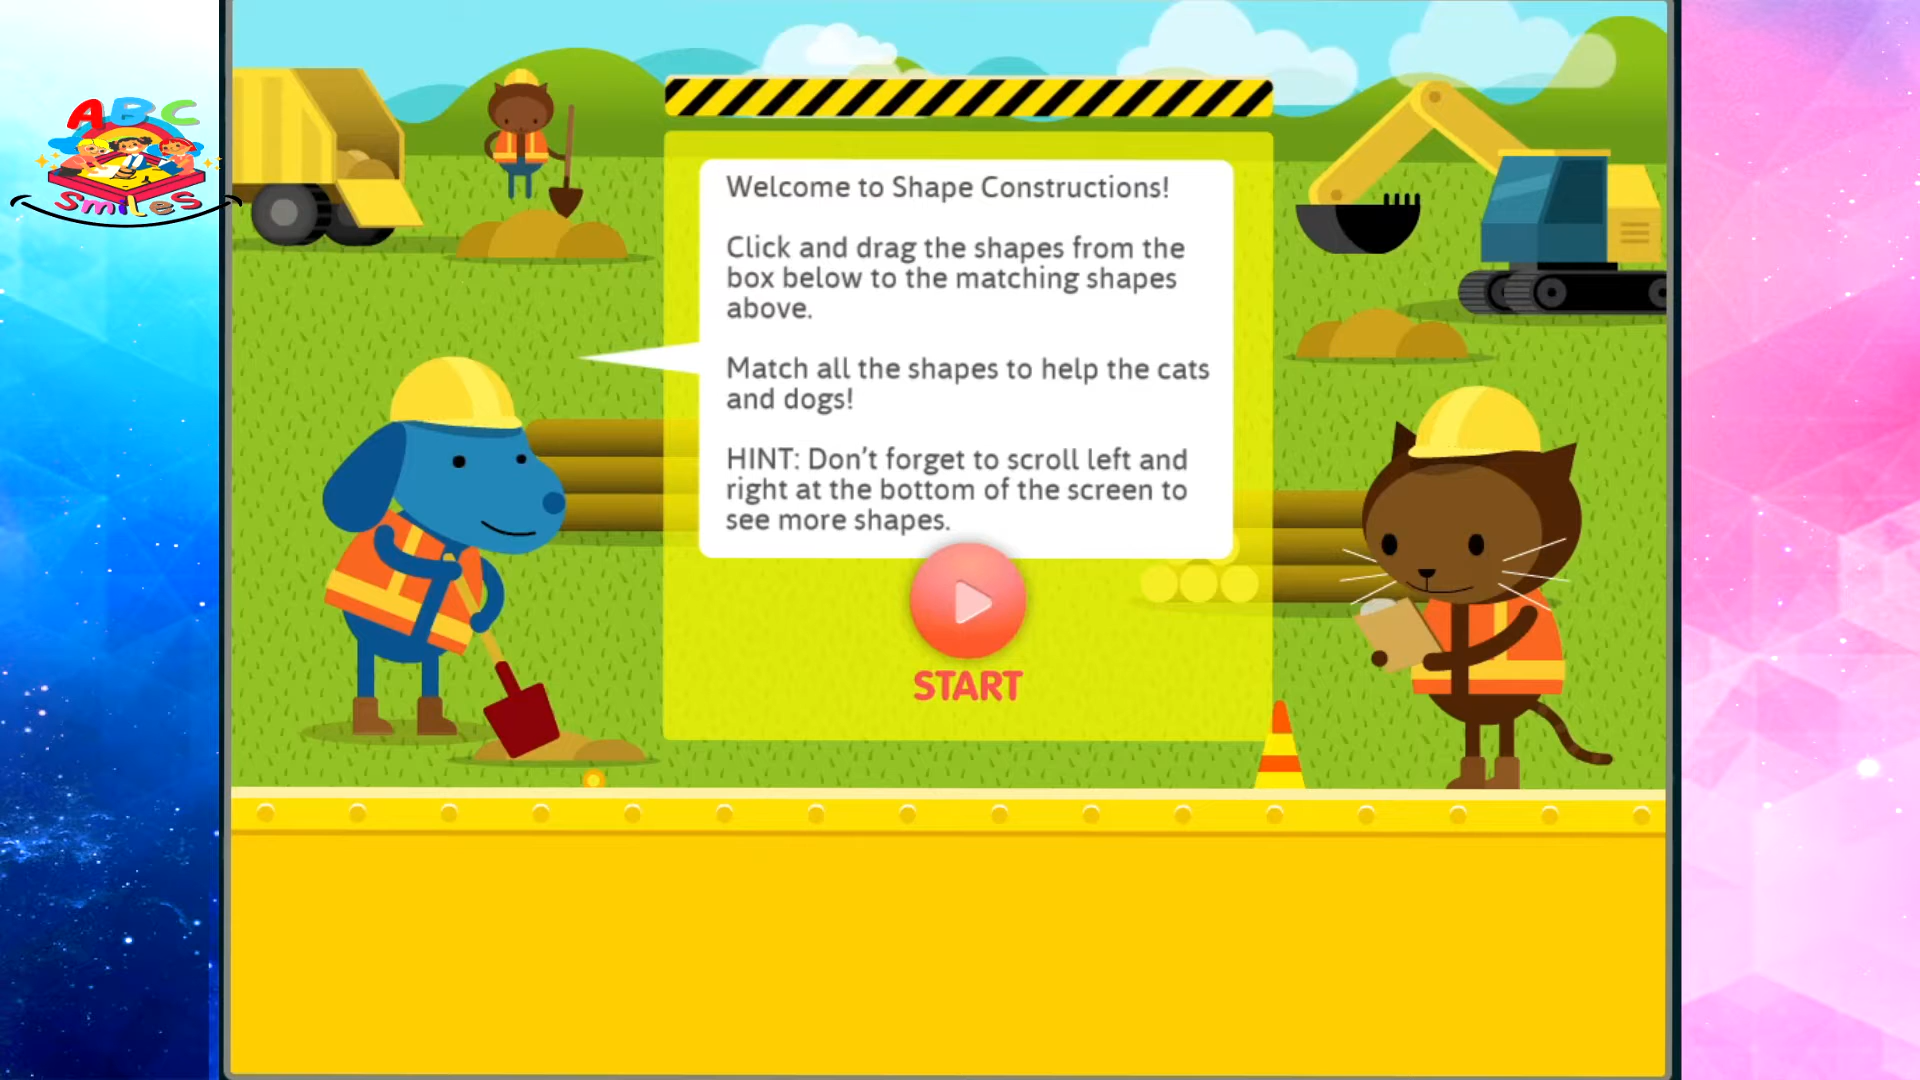 ABC
Smiles
Welcome to Shape Constructions!
Click and drag the shapes from the
box below to the matching shapes
above.
Match all the shapes to help the cats
and dogs!
HINT: Don’t forget to scroll left and
right at the bottom of the screen to
see more shapes.
START